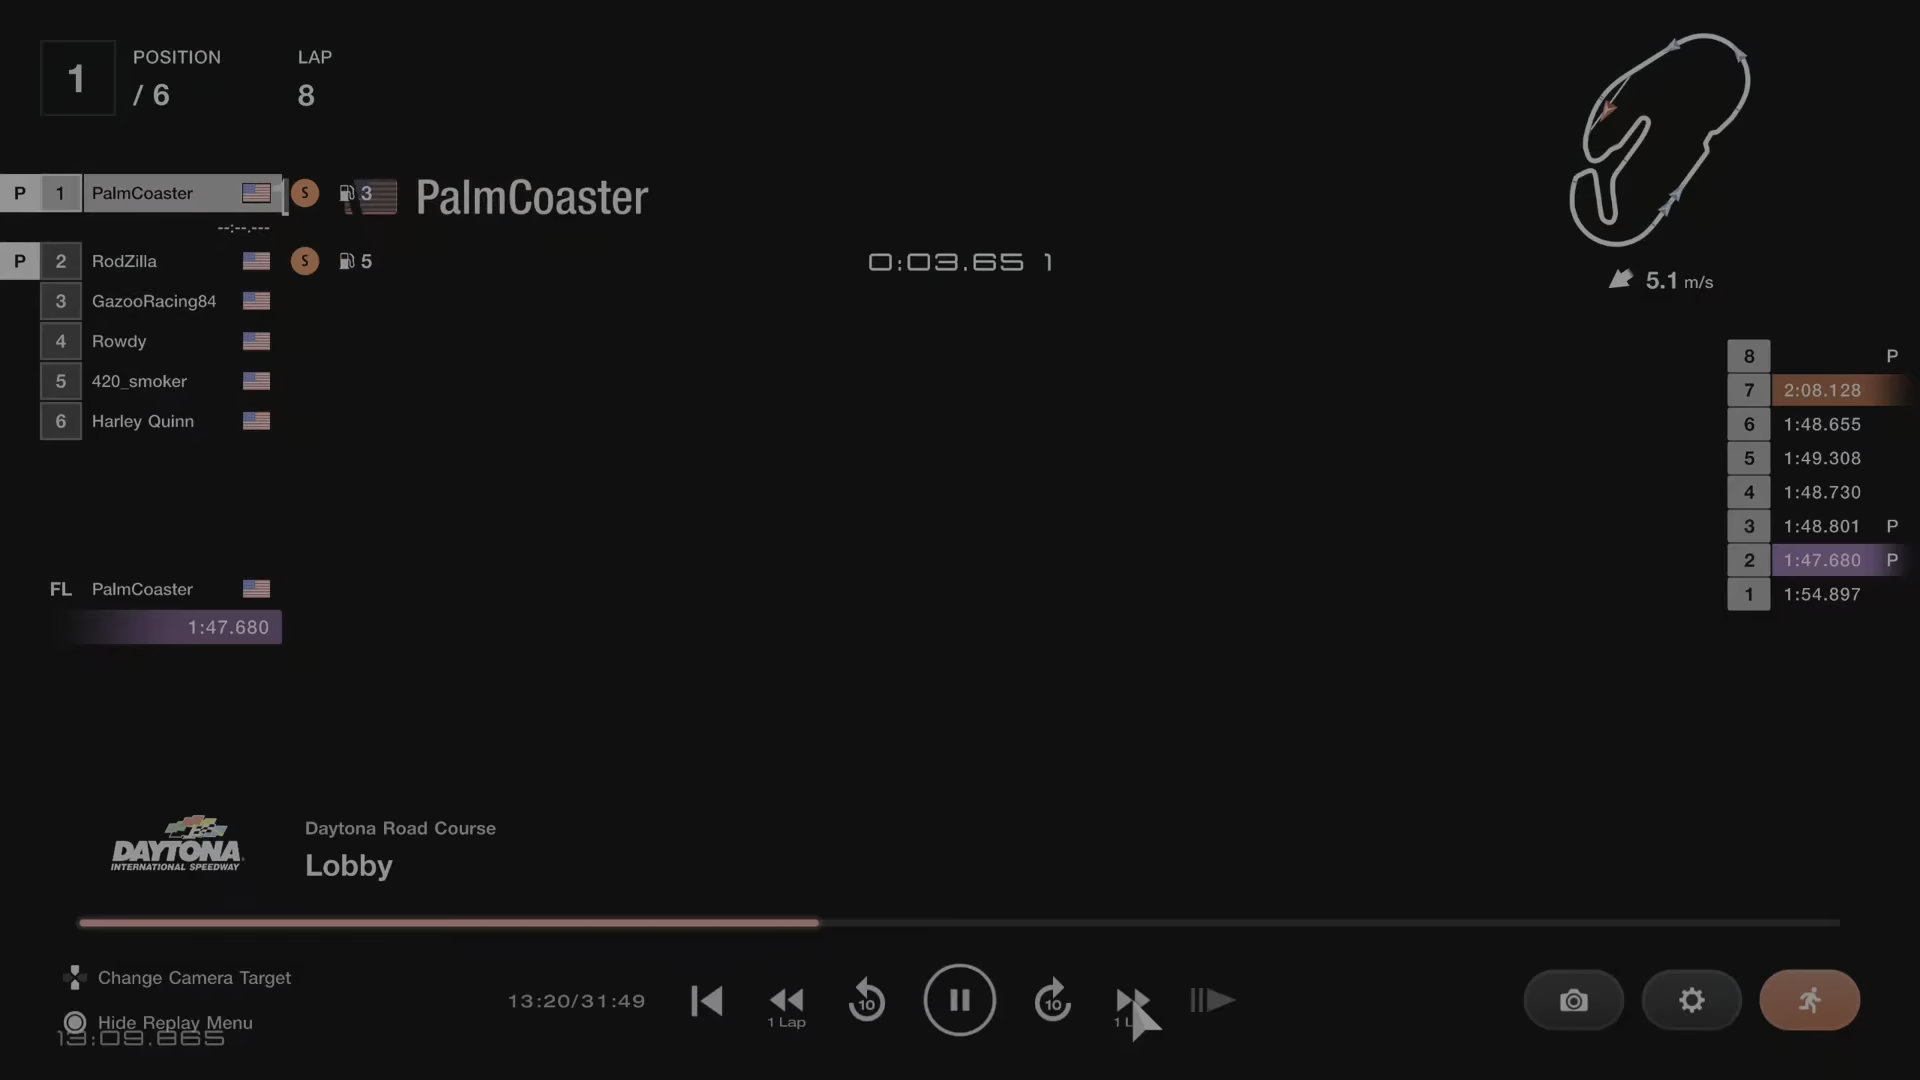 1
POSITION
/ 6
LAP
8
P 1 PalmCoaster S 3
PalmCoaster
--:--.---
P 2 RodZilla S 5
3 GazooRacing84
4 Rowdy
5 420_smoker
6 Harley Quinn
0:03.651
5.1 m/s
8 P
7 2:08.128
6 1:48.655
5 1:49.308
4 1:48.730
3 1:48.801 P
2 1:47.680 P
1 1:54.897
FL PalmCoaster
1:47.680
DAYTONA
INTERNATIONAL SPEEDWAY
Daytona Road Course
Lobby
Change Camera Target
Hide Replay Menu
13:09.865
13:20/31:49
1 Lap
10
10
1